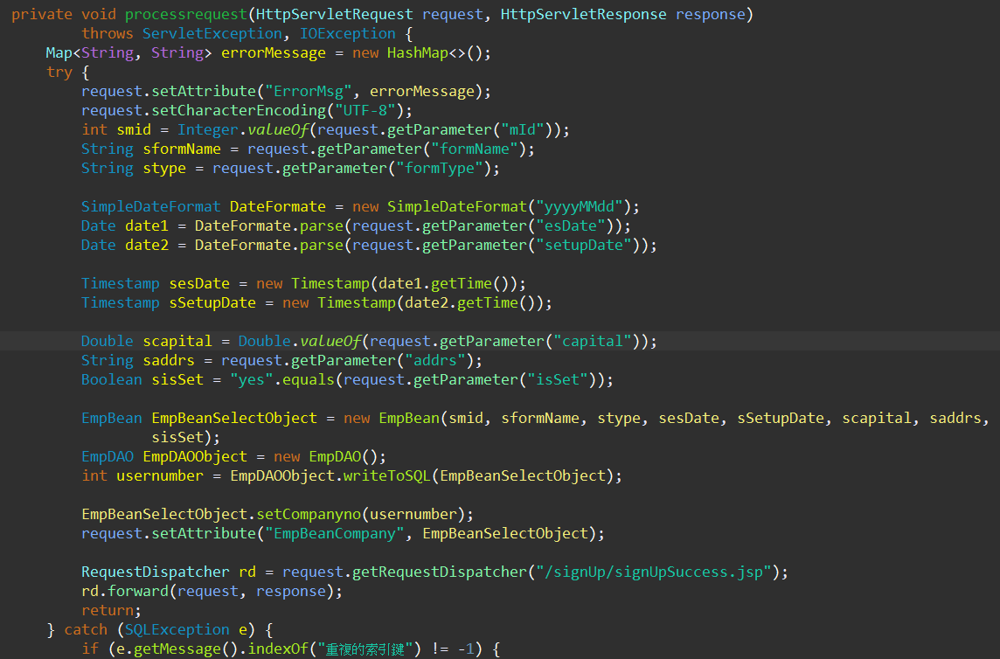 private void processrequest(HttpServletRequest request, HttpServletResponse response)
throws ServletException, IOException {
Map<String, String> errorMessage = new HashMap<>();
try {
request.setAttribute("ErrorMsg", errorMessage);
request.setCharacterEncoding("UTF-8");
int smid = Integer.valueOf(request.getParameter("mId"));
String sformName = request.getParameter("formName");
String stype = request.getParameter("formType");
SimpleDateFormat DateFormate = new SimpleDateFormat("yyyyMMdd");
Date date1 = DateFormate.parse(request.getParameter("esDate"));
Date date2 = DateFormate.parse(request.getParameter("setupDate"));
Timestamp sesDate = new Timestamp(date1.getTime());
Timestamp sSetupDate = new Timestamp(date2.getTime());
Double scapital = Double.valueOf(request.getParameter("capital"));
String saddrs = request.getParameter("addrs");
Boolean sisSet = "yes".equals(request.getParameter("isSet"));
EmpBean EmpBeanSelectObject = new EmpBean(smid, sformName, stype, sesDate, sSetupDate, scapital, saddrs,
sisSet);
EmpDAO EmpDAOObject = new EmpDAO();
int usernumber = EmpDAOObject.writeToSQL(EmpBeanSelectObject);
EmpBeanSelectObject.setCompanyno(usernumber);
request.setAttribute("EmpBeanCompany", EmpBeanSelectObject);
RequestDispatcher rd = request.getRequestDispatcher("/signUp/signUpSuccess.jsp");
rd.forward(request, response);
return;
} catch (SQLException e) {
if (e.getMessage().indexOf("重複的索引鍵") != -1) {